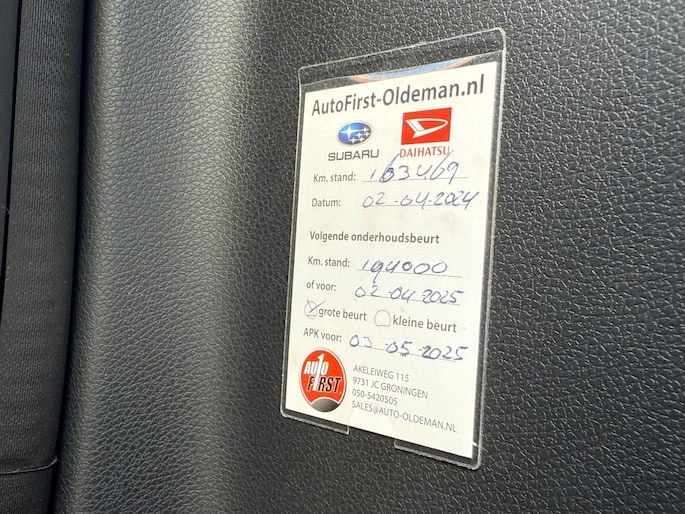 AutoFirst-Oldeman.nl
SUBARU DAIHATSU
Km. stand: 163469
Datum: 02-04-2024
Volgende onderhoudsbeurt
Km. stand: 194000
of voor: 02-04-2025
grote beurt kleine beurt
APK voor: 03-05-2025
AUTO FIRST
AKELEIWEG 115
9731 JC GRONINGEN
050-5420505
SALES@AUTO-OLDEMAN.NL